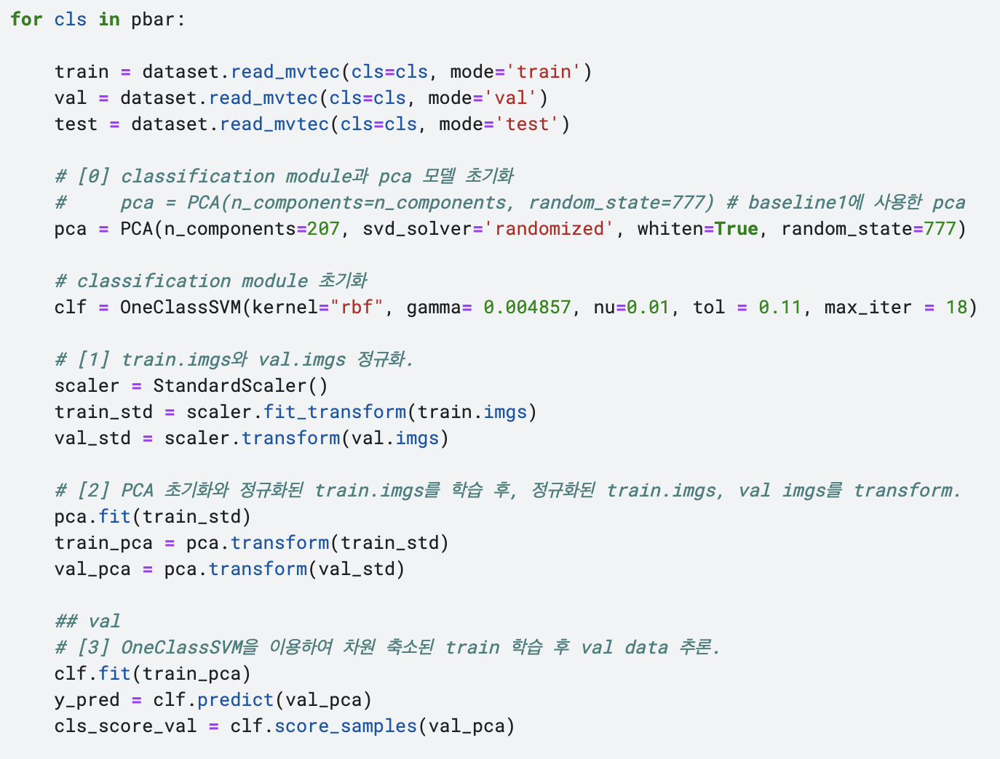 for cls in pbar:
    train = dataset.read_mvtec(cls=cls, mode='train')
    val = dataset.read_mvtec(cls=cls, mode='val')
    test = dataset.read_mvtec(cls=cls, mode='test')
    # [0] classification module과 pca 모델 초기화
    #     pca = PCA(n_components=n_components, random_state=777) # baseline1에 사용한 pca
    pca = PCA(n_components=207, svd_solver='randomized', whiten=True, random_state=777)
    # classification module 초기화
    clf = OneClassSVM(kernel="rbf", gamma= 0.004857, nu=0.01, tol = 0.11, max_iter = 18)
    # [1] train.imgs와 val.imgs 정규화.
    scaler = StandardScaler()
    train_std = scaler.fit_transform(train.imgs)
    val_std = scaler.transform(val.imgs)
    # [2] PCA 초기화와 정규화된 train.imgs를 학습 후, 정규화된 train.imgs, val imgs를 transform.
    pca.fit(train_std)
    train_pca = pca.transform(train_std)
    val_pca = pca.transform(val_std)
    ## val
    # [3] OneClassSVM을 이용하여 차원 축소된 train 학습 후 val data 추론.
    clf.fit(train_pca)
    y_pred = clf.predict(val_pca)
    cls_score_val = clf.score_samples(val_pca)